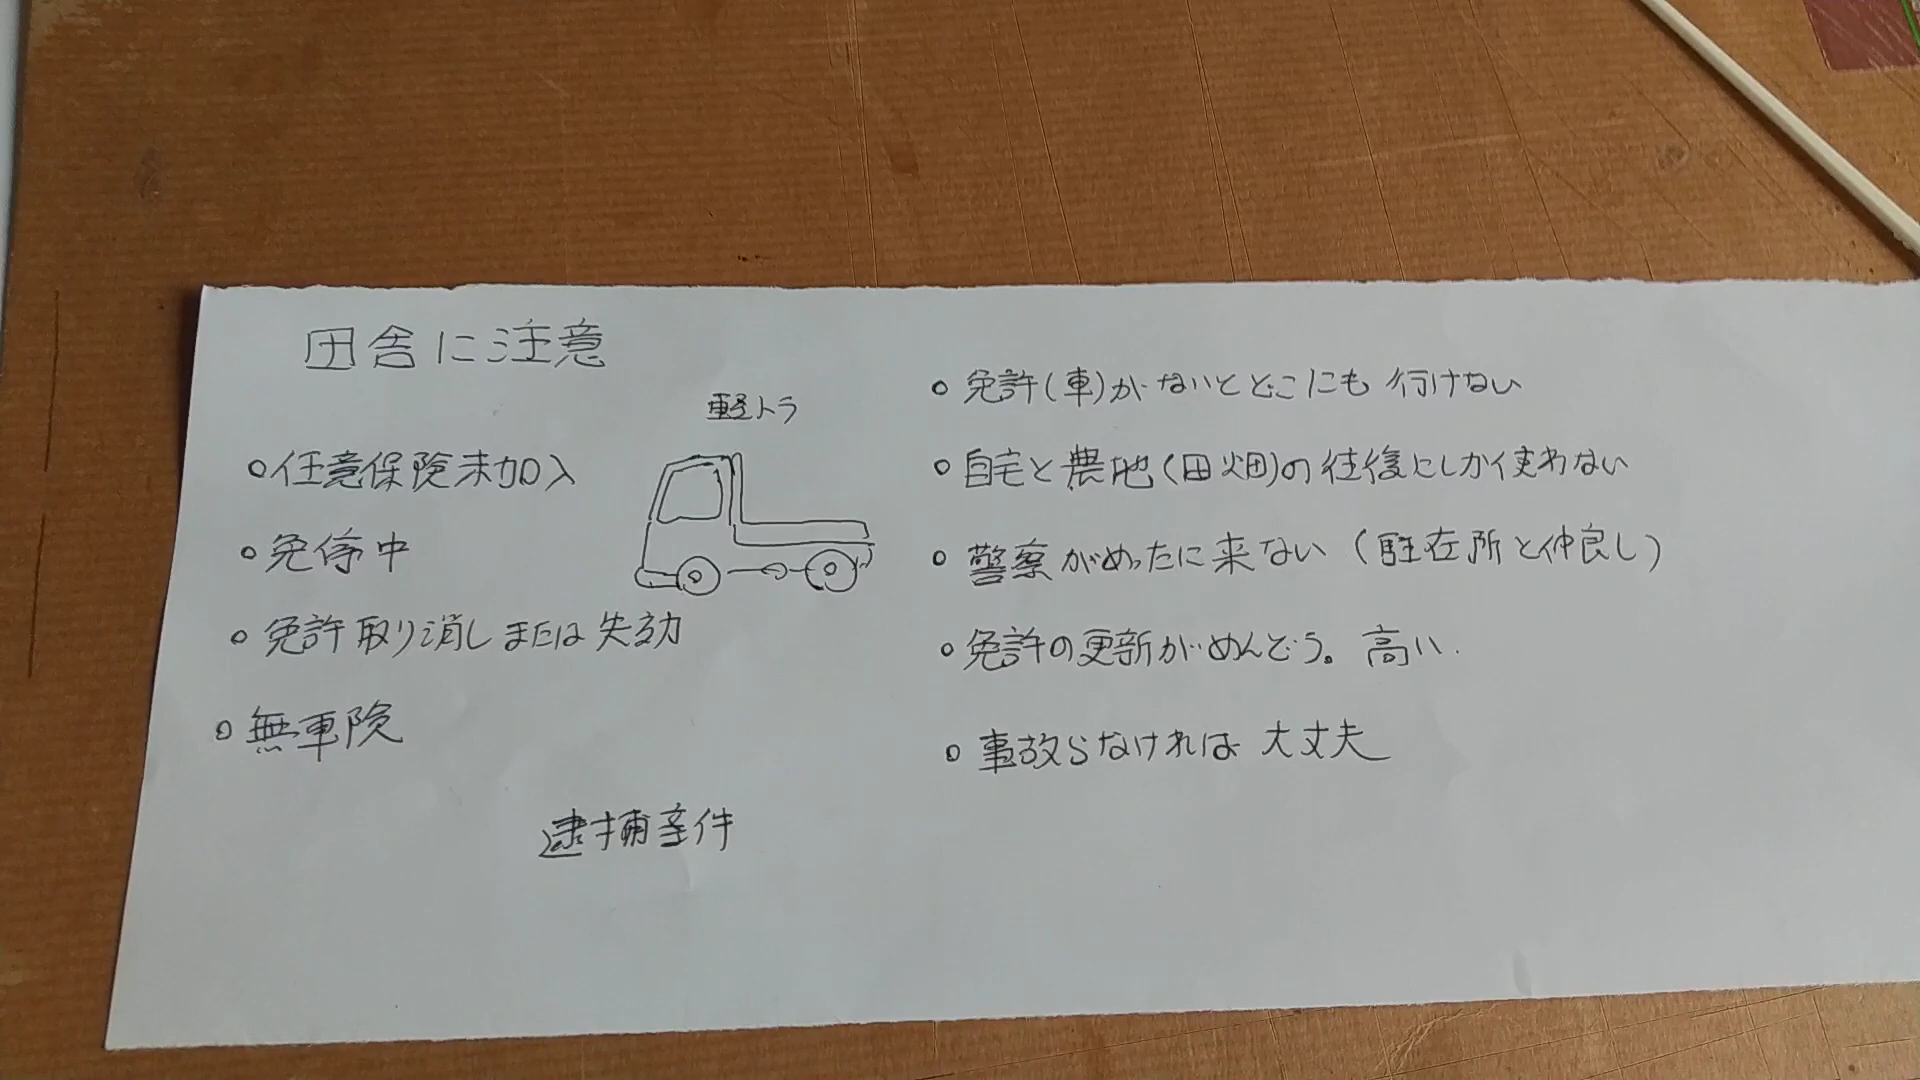 田舎に注意
軽トラ
○任意保険未加入
○免停中
○免許取り消しまたは失効
○無車険
逮捕案件
○免許(車)がないとどこにも行けない
○自宅と農地(田畑)の往復にしか使わない
○警察がめったに来ない(駐在所と仲良し)
○免許の更新がめんどう。高い.
○事故らなければ大丈夫